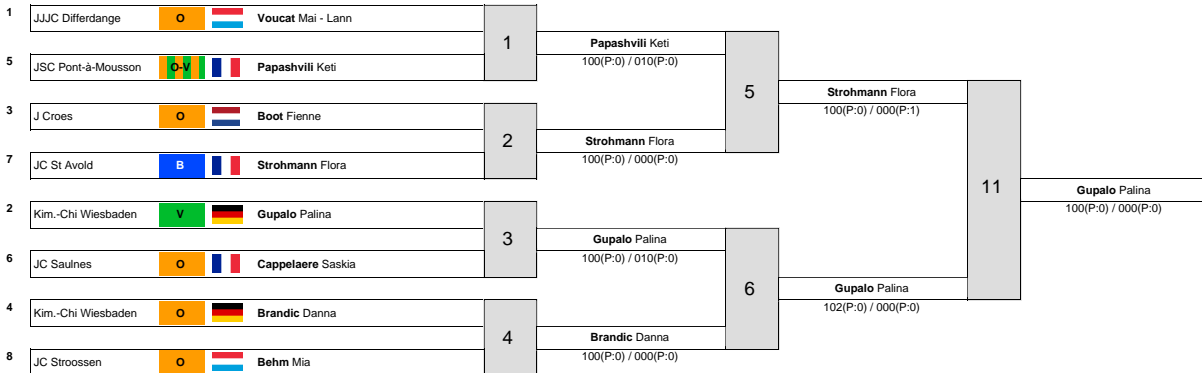 1 JJJC Differdange O Voucat Mai - Lann
1
Papashvili Keti
100(P:0) / 010(P:0)
5 JSC Pont-à-Mousson O-V Papashvili Keti
5
Strohmann Flora
100(P:0) / 000(P:1)
3 J Croes O Boot Fienne
2
Strohmann Flora
100(P:0) / 000(P:0)
7 JC St Avold B Strohmann Flora
11
Gupalo Palina
100(P:0) / 000(P:0)
2 Kim.-Chi Wiesbaden V Gupalo Palina
3
Gupalo Palina
100(P:0) / 010(P:0)
6 JC Saulnes O Cappelaere Saskia
6
Gupalo Palina
102(P:0) / 000(P:0)
4 Kim.-Chi Wiesbaden O Brandic Danna
4
Brandic Danna
100(P:0) / 000(P:0)
8 JC Stroossen O Behm Mia